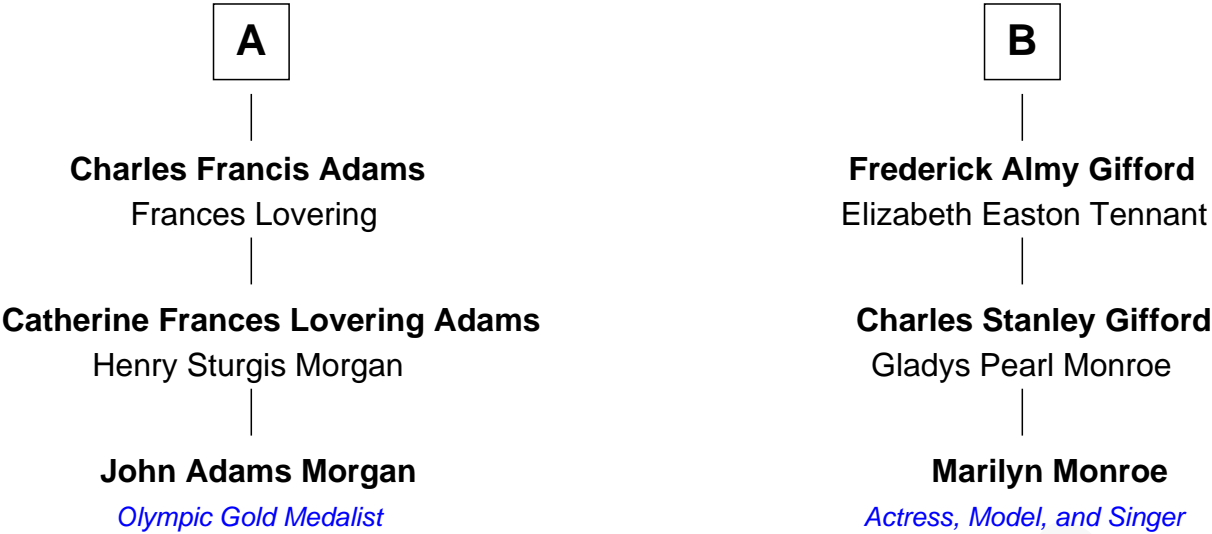 A
B
Charles Francis Adams
Frederick Almy Gifford
Frances Lovering
Elizabeth Easton Tennant
Catherine Frances Lovering Adams
Charles Stanley Gifford
Henry Sturgis Morgan
Gladys Pearl Monroe
John Adams Morgan
Marilyn Monroe
Olympic Gold Medalist
Actress, Model, and Singer